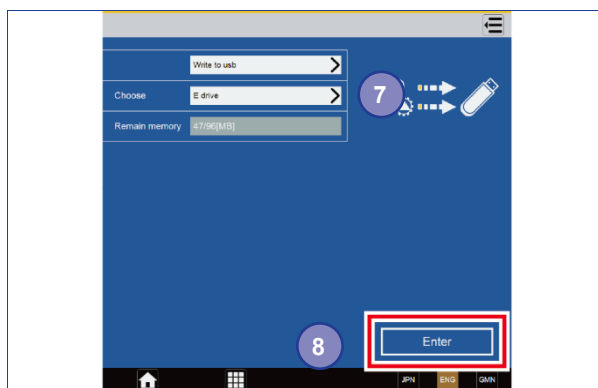 Write to usb
Choose
E drive
7
Remain memory
47/96[MB]
8
Enter
JPN
ENG
GMN